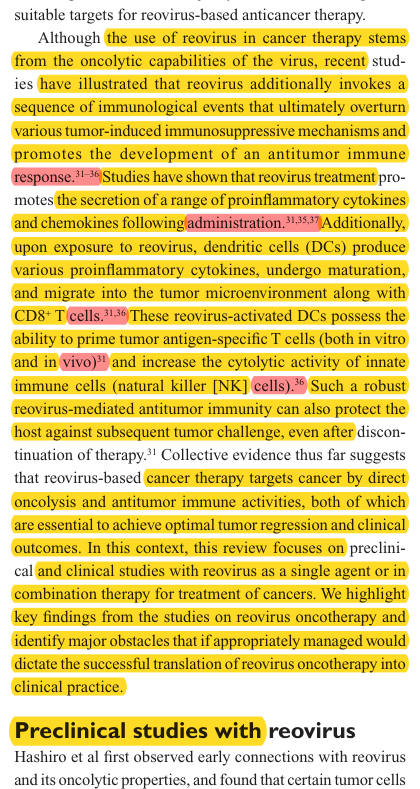 suitable targets for reovirus-based anticancer therapy.
Although the use of reovirus in cancer therapy stems
from the oncolytic capabilities of the virus, recent stud-
ies have illustrated that reovirus additionally invokes a
sequence of immunological events that ultimately overturn
various tumor-induced immunosuppressive mechanisms and
promotes the development of an antitumor immune
response.31–36 Studies have shown that reovirus treatment pro-
motes the secretion of a range of proinflammatory cytokines
and chemokines following administration.31,35,37 Additionally,
upon exposure to reovirus, dendritic cells (DCs) produce
various proinflammatory cytokines, undergo maturation,
and migrate into the tumor microenvironment along with
CD8+ T cells.31,36 These reovirus-activated DCs possess the
ability to prime tumor antigen-specific T cells (both in vitro
and in vivo)31 and increase the cytolytic activity of innate
immune cells (natural killer [NK] cells).36 Such a robust
reovirus-mediated antitumor immunity can also protect the
host against subsequent tumor challenge, even after discon-
tinuation of therapy.31 Collective evidence thus far suggests
that reovirus-based cancer therapy targets cancer by direct
oncolysis and antitumor immune activities, both of which
are essential to achieve optimal tumor regression and clinical
outcomes. In this context, this review focuses on preclini-
cal and clinical studies with reovirus as a single agent or in
combination therapy for treatment of cancers. We highlight
key findings from the studies on reovirus oncotherapy and
identify major obstacles that if appropriately managed would
dictate the successful translation of reovirus oncotherapy into
clinical practice.
Preclinical studies with reovirus
Hashiro et al first observed early connections with reovirus
and its oncolytic properties, and found that certain tumor cells